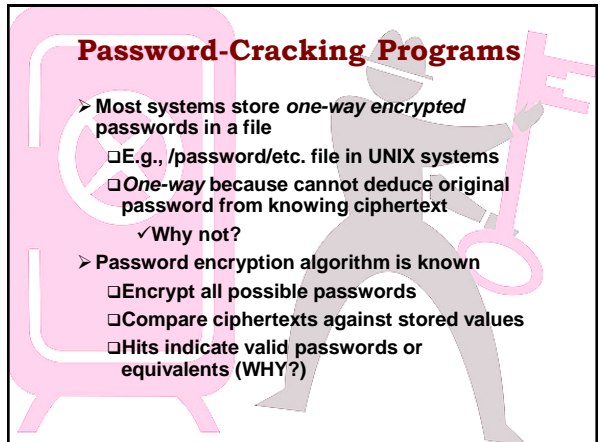 Password-Cracking Programs
➢ Most systems store one-way encrypted
passwords in a file
❑E.g., /password/etc. file in UNIX systems
❑One-way because cannot deduce original
password from knowing ciphertext
✓Why not?
➢ Password encryption algorithm is known
❑Encrypt all possible passwords
❑Compare ciphertexts against stored values
❑Hits indicate valid passwords or
equivalents (WHY?)